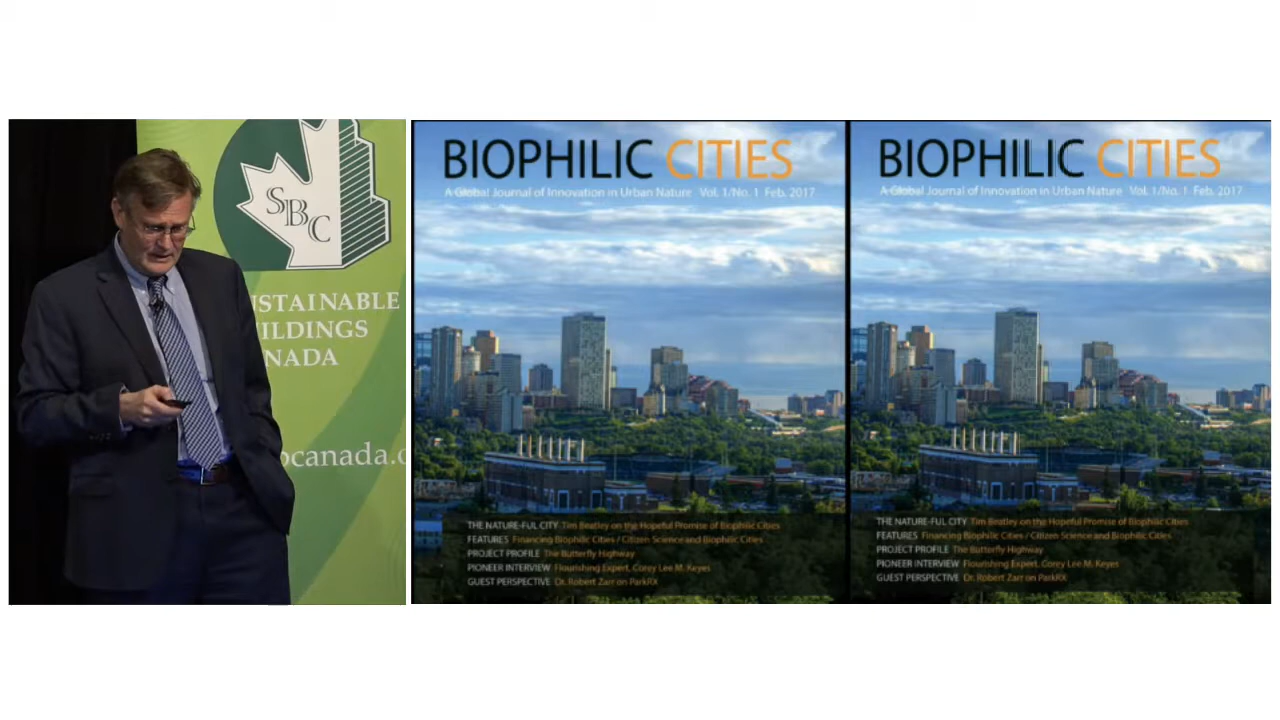 SBC
USTAINABLE
ILDINGS
NADA
ocanada.o
BIOPHILIC CITIES
A Global Journal of Innovation in Urban Nature Vol. 1/No. 1 Feb. 2017
THE NATURE-FUL CITY Tim Beatley on the Hopeful Promise of Biophilic Cities
FEATURES Financing Biophilic Cities / Citizen Science and Biophilic Cities
PROJECT PROFILE The Butterfly Highway
PIONEER INTERVIEW Flourishing Expert, Corey Lee M. Keyes
GUEST PERSPECTIVE Dr. Robert Zarr on ParkRX
BIOPHILIC CITIES
A Global Journal of Innovation in Urban Nature Vol. 1/No. 1 Feb. 2017
THE NATURE-FUL CITY Tim Beatley on the Hopeful Promise of Biophilic Cities
FEATURES Financing Biophilic Cities / Citizen Science and Biophilic Cities
PROJECT PROFILE The Butterfly Highway
PIONEER INTERVIEW Flourishing Expert, Corey Lee M. Keyes
GUEST PERSPECTIVE Dr. Robert Zarr on ParkRX